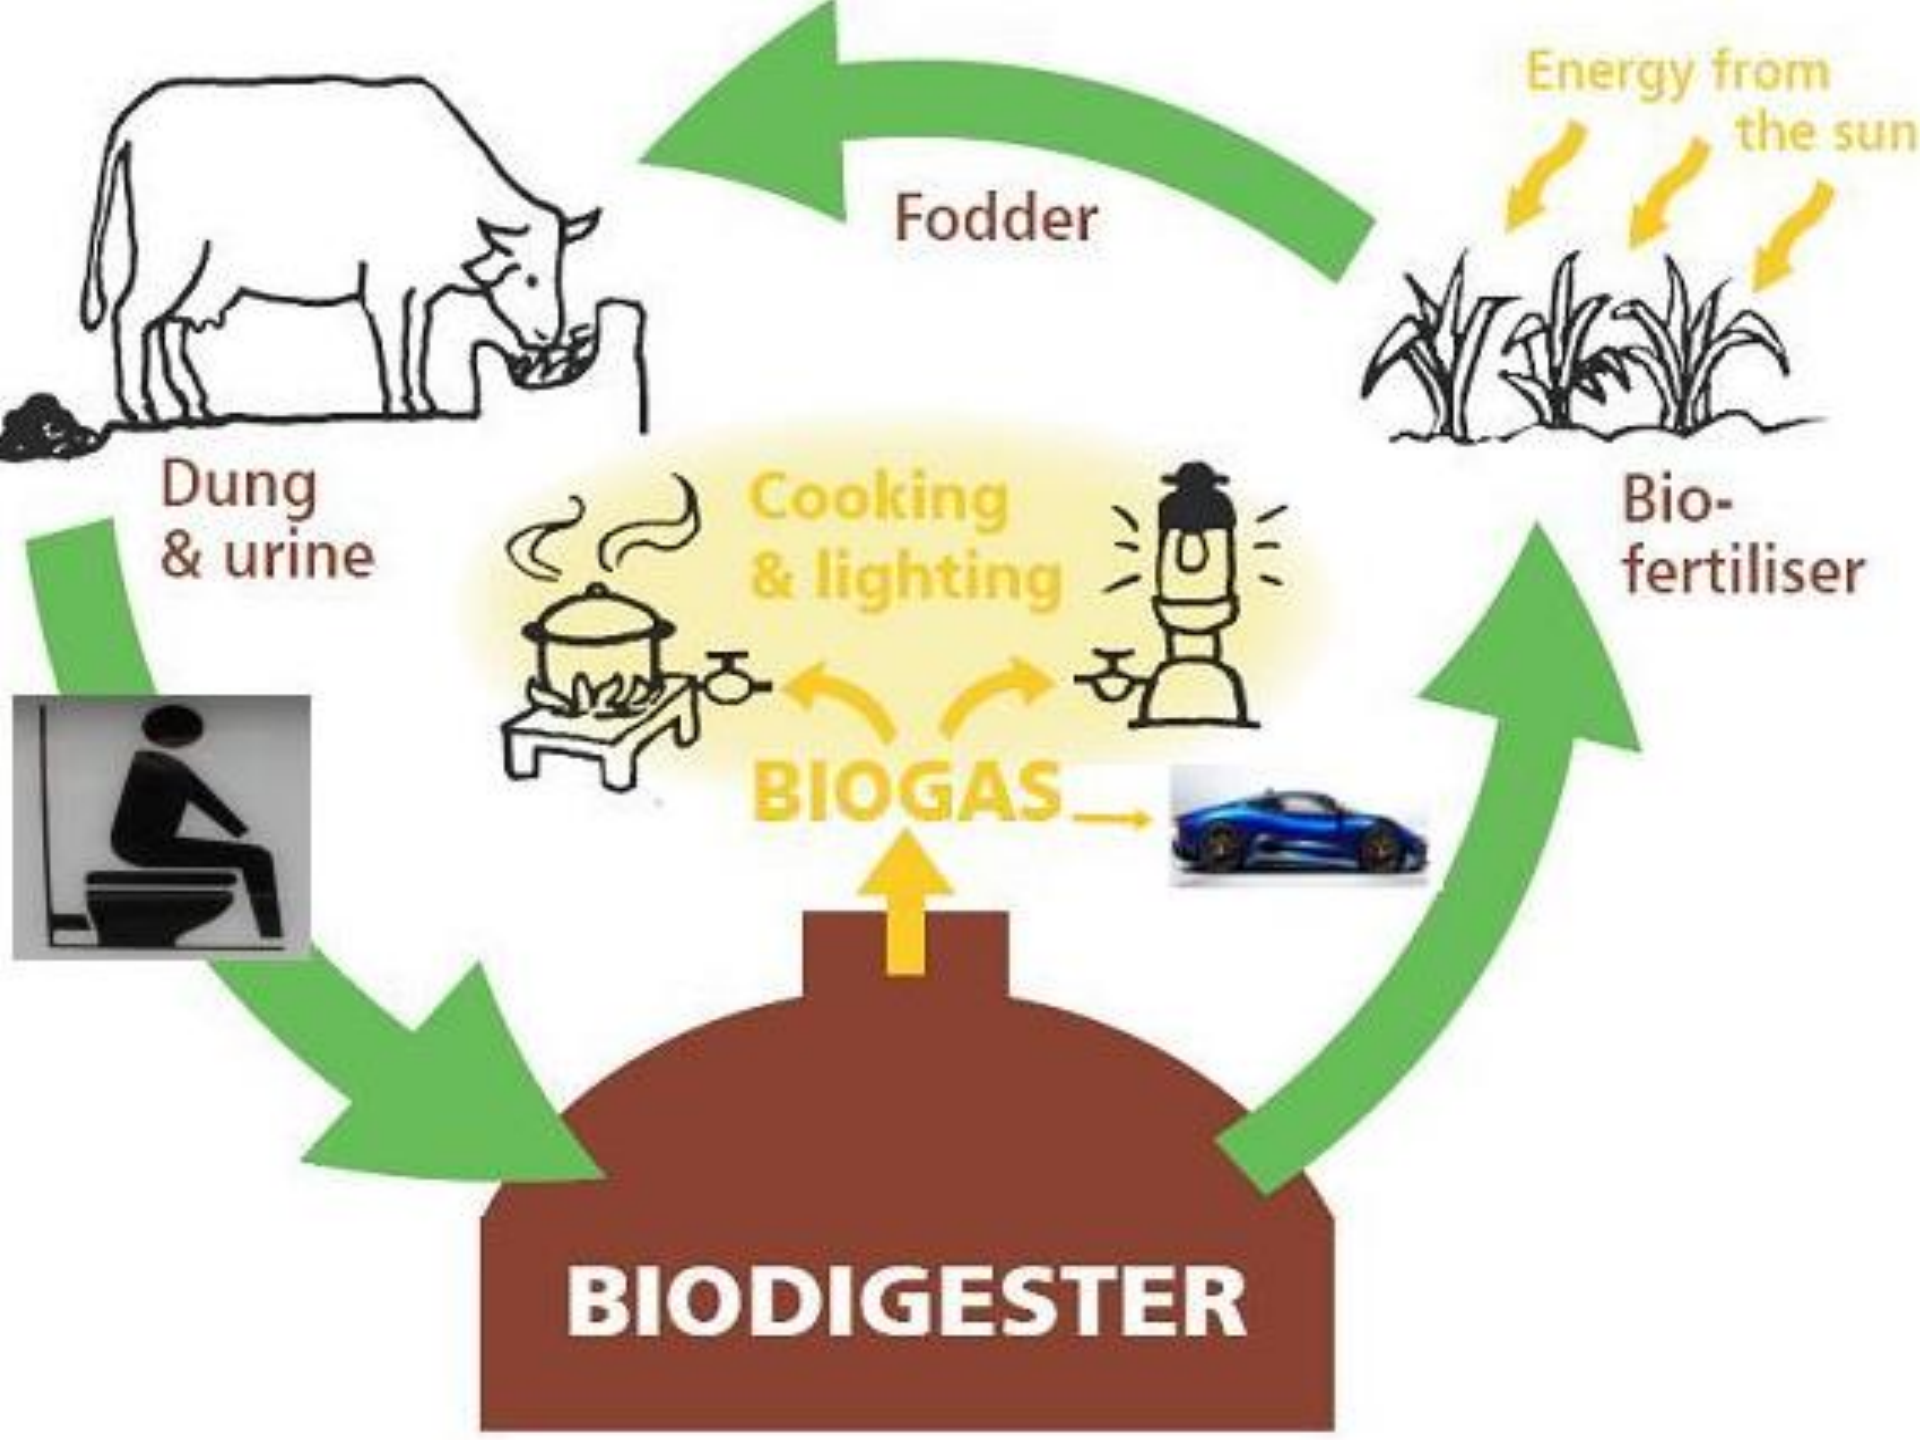 Energy from
the sun
Fodder
Dung
& urine
Cooking
& lighting
Bio-
fertiliser
BIOGAS
BIODIGESTER